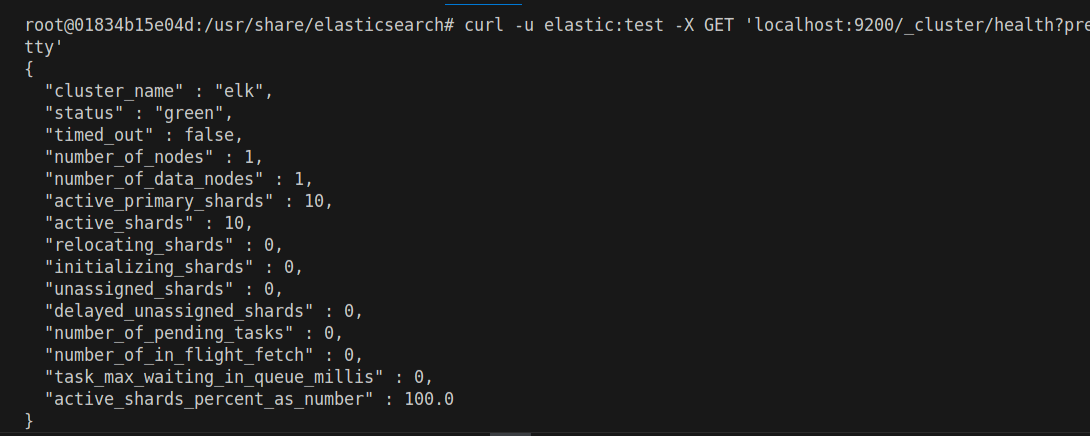 root@01834b15e04d:/usr/share/elasticsearch# curl -u elastic:test -X GET 'localhost:9200/_cluster/health?pre
tty'
{
  "cluster_name" : "elk",
  "status" : "green",
  "timed_out" : false,
  "number_of_nodes" : 1,
  "number_of_data_nodes" : 1,
  "active_primary_shards" : 10,
  "active_shards" : 10,
  "relocating_shards" : 0,
  "initializing_shards" : 0,
  "unassigned_shards" : 0,
  "delayed_unassigned_shards" : 0,
  "number_of_pending_tasks" : 0,
  "number_of_in_flight_fetch" : 0,
  "task_max_waiting_in_queue_millis" : 0,
  "active_shards_percent_as_number" : 100.0
}